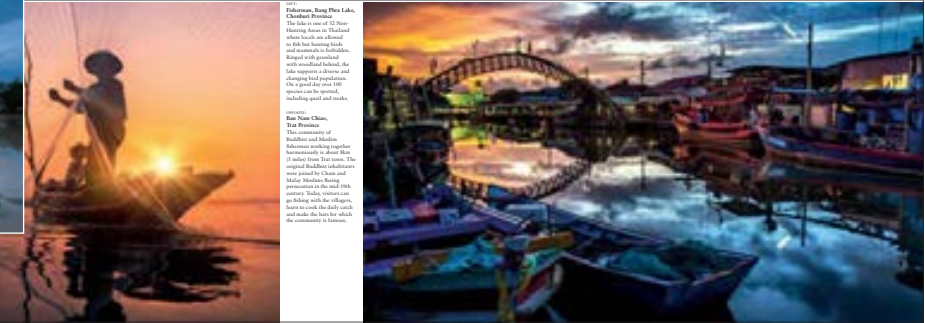 LEFT:
Fisherman, Bang Phra Lake,
Chonburi Province
The lake is one of 52 Non-
Hunting Areas in Thailand
where locals are allowed
to fish but hunting birds
and mammals is forbidden.
Ringed with grassland
with woodland behind, the
lake supports a diverse and
changing bird population.
On a good day over 100
species can be spotted,
including quail and storks.
OPPOSITE:
Ban Nam Chiao,
Trat Province
This community of
Buddhist and Muslim
fishermen working together
harmoniously is about 8km
(5 miles) from Trat town. The
original Buddhist inhabitants
were joined by Cham and
Malay Muslims fleeing
persecution in the mid-19th
century. Today, visitors can
go fishing with the villagers,
learn to cook the daily catch
and make the hats for which
the community is famous.